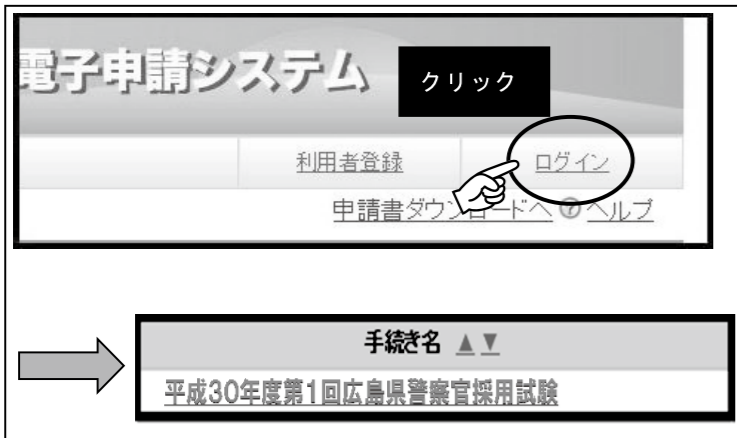 電子申請システム
クリック
利用者登録 ログイン
申請書ダウンロードへ ? ヘルプ
手続き名 ▲ ▼
平成30年度第1回広島県警察官採用試験